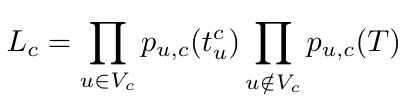 L_c = \prod_{u \in V_c} p_{u,c}(t_u^c) \prod_{u \notin V_c} p_{u,c}(T)